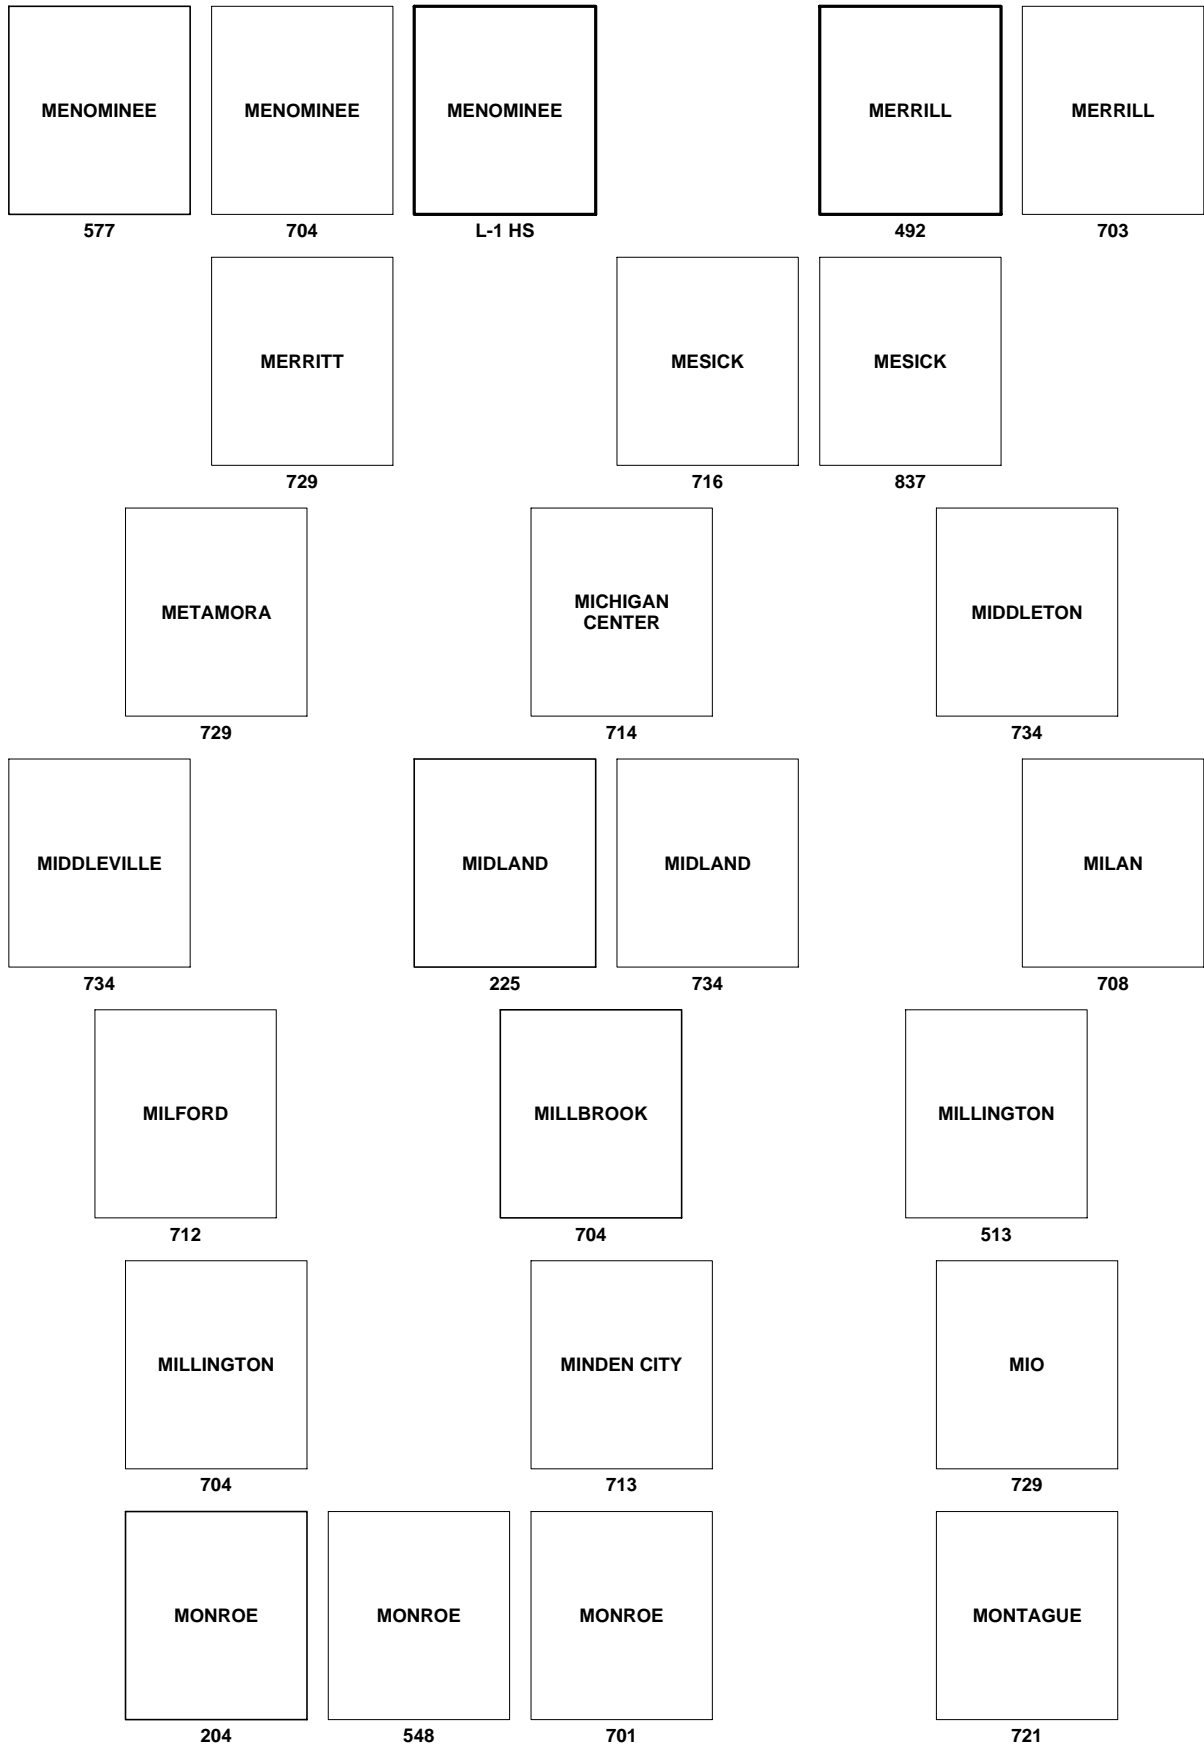 MENOMINEE MENOMINEE MENOMINEE MERRILL MERRILL
577 704 L-1 HS 492 703
MERRITT MESICK MESICK
729 716 837
METAMORA MICHIGAN CENTER MIDDLETON
729 714 734
MIDDLEVILLE MIDLAND MIDLAND MILAN
734 225 734 708
MILFORD MILLBROOK MILLINGTON
712 704 513
MILLINGTON MINDEN CITY MIO
704 713 729
MONROE MONROE MONROE MONTAGUE
204 548 701 721